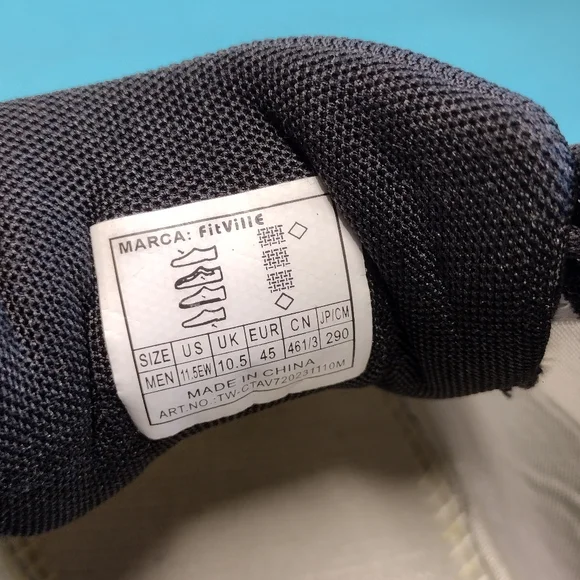 MARCA: FitVille
SIZE US UK EUR CN JP/CM
MEN 11.5EW 10.5 45 461/3 290
MADE IN CHINA
ART.NO.:TW-CTAV720231110M